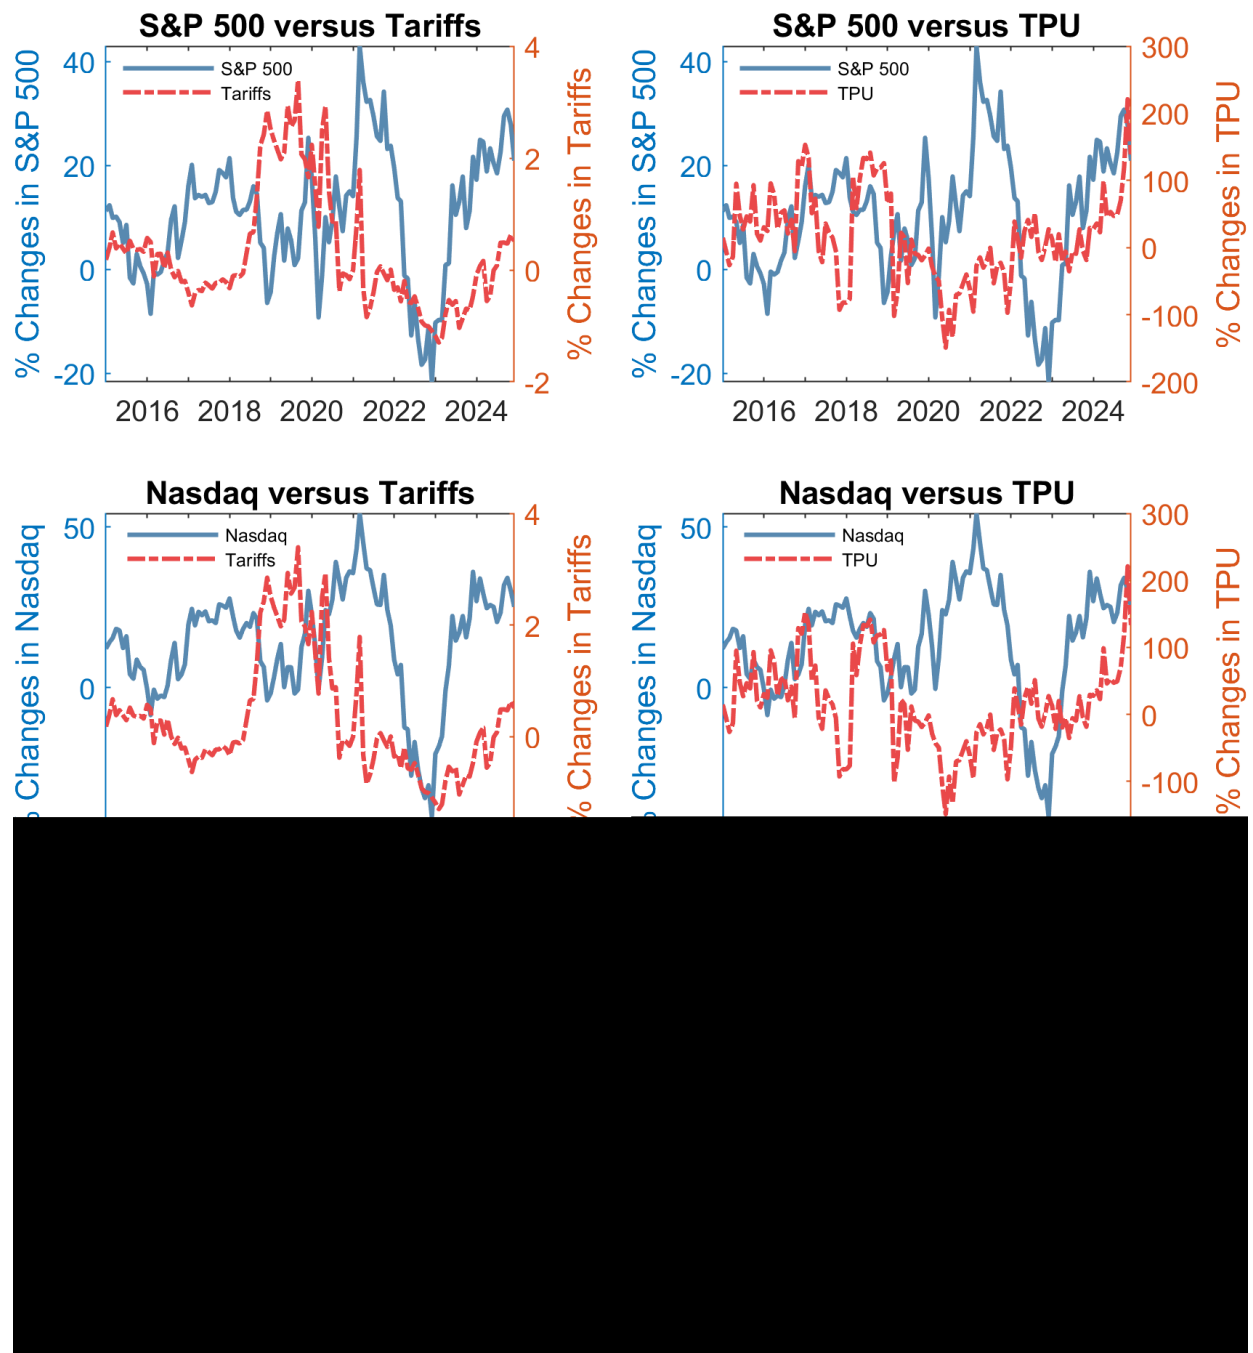 S&P 500 versus Tariffs
% Changes in S&P 500
40
20
0
-20
S&P 500
Tariffs
4
2
0
-2
% Changes in Tariffs
2016 2018 2020 2022 2024
S&P 500 versus TPU
% Changes in S&P 500
40
20
0
-20
S&P 500
TPU
300
200
100
0
-100
-200
% Changes in TPU
2016 2018 2020 2022 2024
Nasdaq versus Tariffs
% Changes in Nasdaq
50
0
Nasdaq
Tariffs
4
2
0
% Changes in Tariffs
Nasdaq versus TPU
% Changes in Nasdaq
50
0
Nasdaq
TPU
300
200
100
0
-100
% Changes in TPU